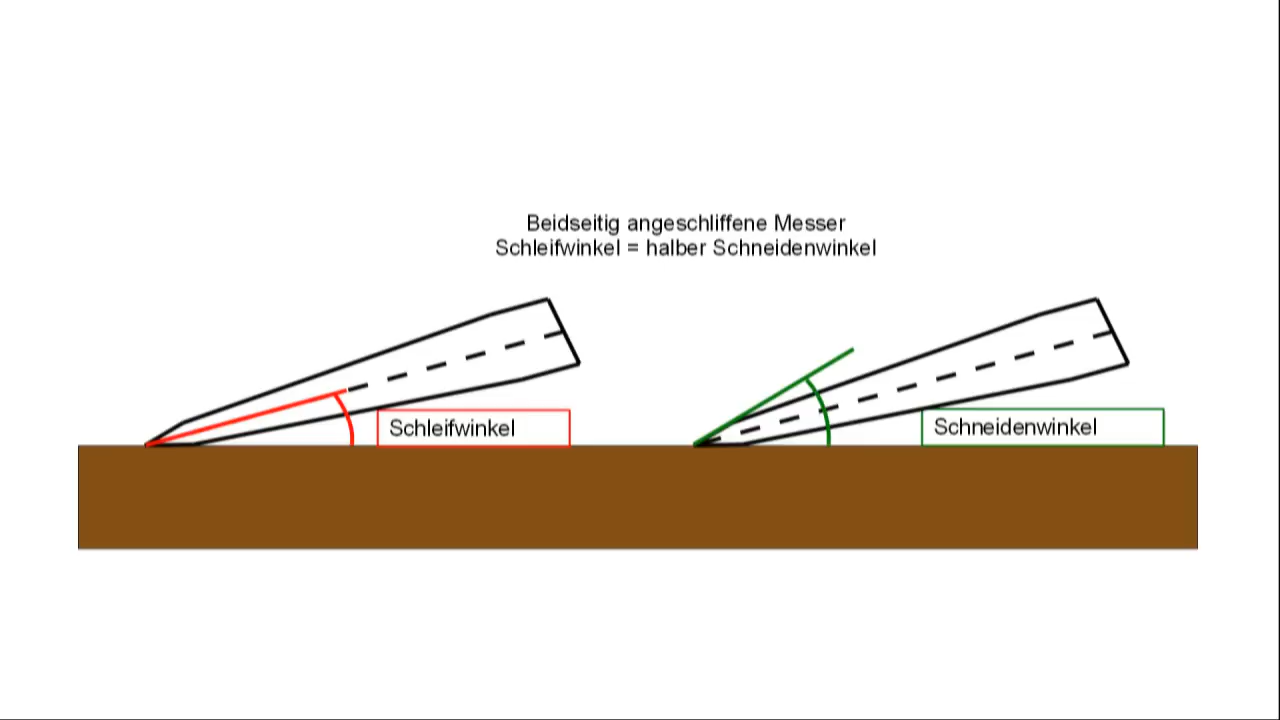 Beidseitig angeschliffene Messer
Schleifwinkel = halber Schneidenwinkel
Schleifwinkel
Schneidenwinkel